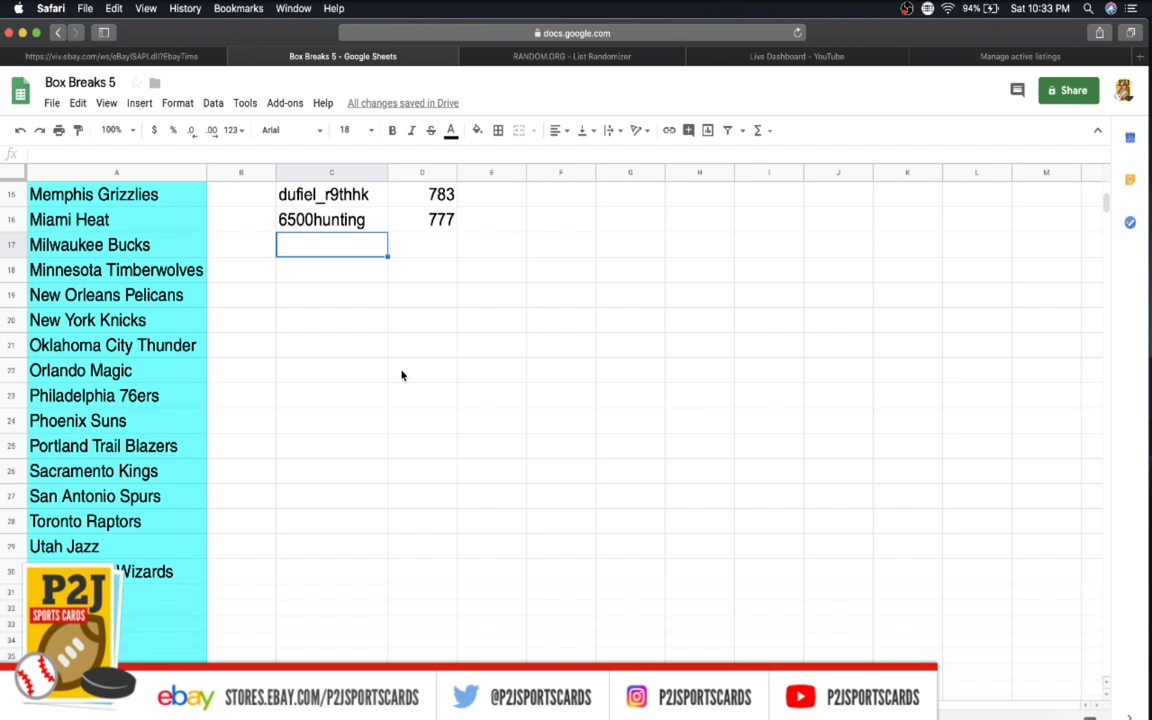 Safari File Edit View History Bookmarks Window Help 94% Sat 10:33 PM
docs.google.com
https://viv.ebay.com/ws/eBayISAPI.dll?EbayTime Box Breaks 5 - Google Sheets RANDOM.ORG - List Randomizer Live Dashboard - YouTube Manage active listings
Box Breaks 5
File Edit View Insert Format Data Tools Add-ons Help All changes saved in Drive
Share
100% $ % .0 .00 123 Arial 18 B I S A
fx
A B C D E F G H I J K L M
15 Memphis Grizzlies dufiel_r9thhk 783
16 Miami Heat 6500hunting 777
17 Milwaukee Bucks
18 Minnesota Timberwolves
19 New Orleans Pelicans
20 New York Knicks
21 Oklahoma City Thunder
22 Orlando Magic
23 Philadelphia 76ers
24 Phoenix Suns
25 Portland Trail Blazers
26 Sacramento Kings
27 San Antonio Spurs
28 Toronto Raptors
29 Utah Jazz
30 Wizards
31
32
33
34
35
P2J
SPORTS CARDS
ebay STORES.EBAY.COM/P2JSPORTSCARDS @P2JSPORTSCARDS P2JSPORTSCARDS P2JSPORTSCARDS